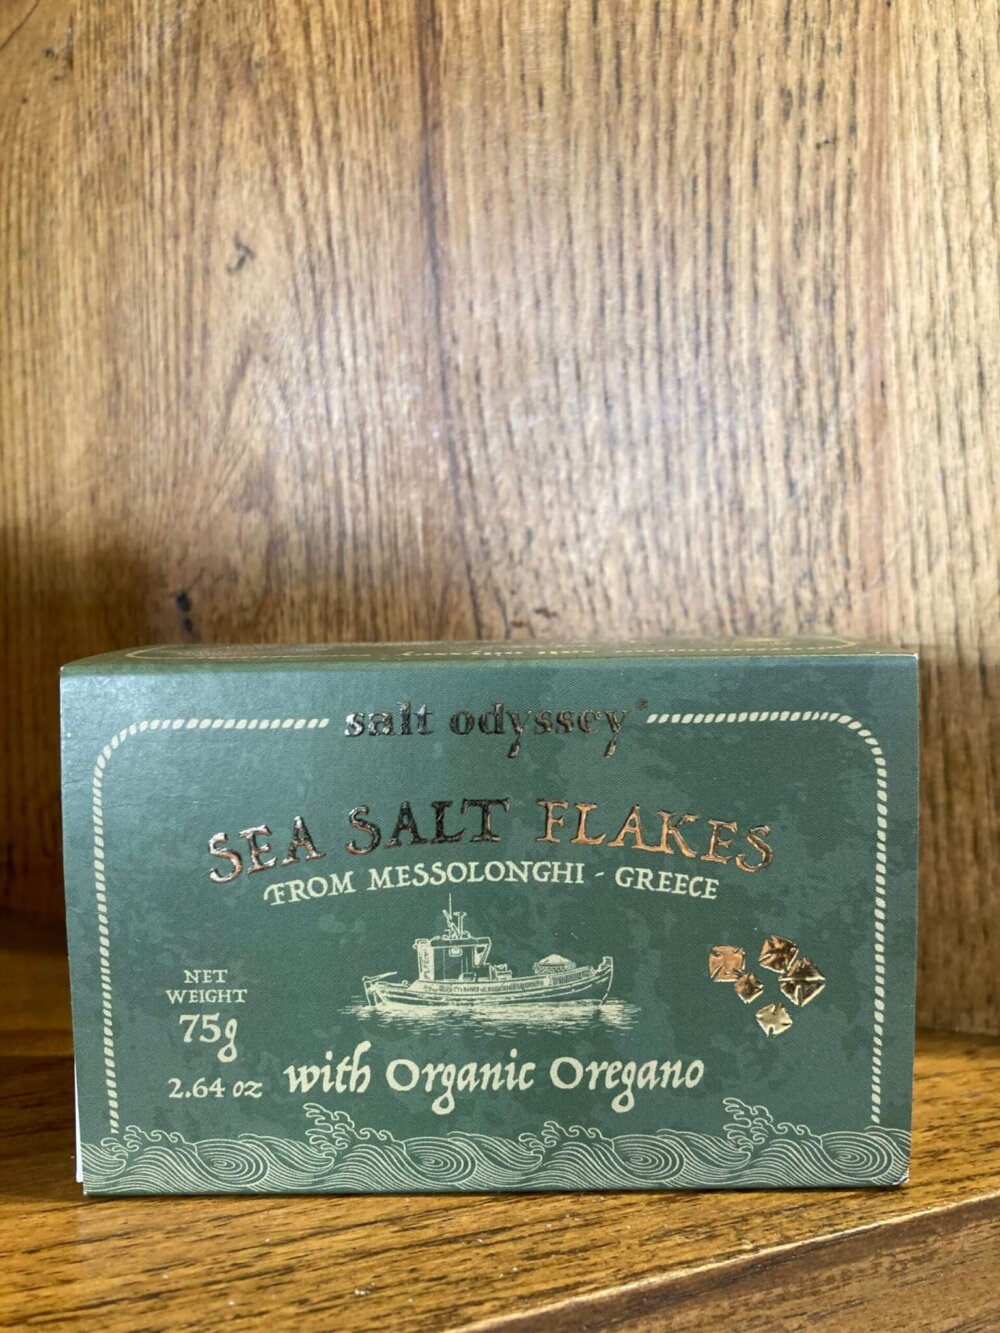 salt odyssey
SEA SALT FLAKES
FROM MESSOLONGHI - GREECE
NET
WEIGHT
75g
2.64 oz
with Organic Oregano